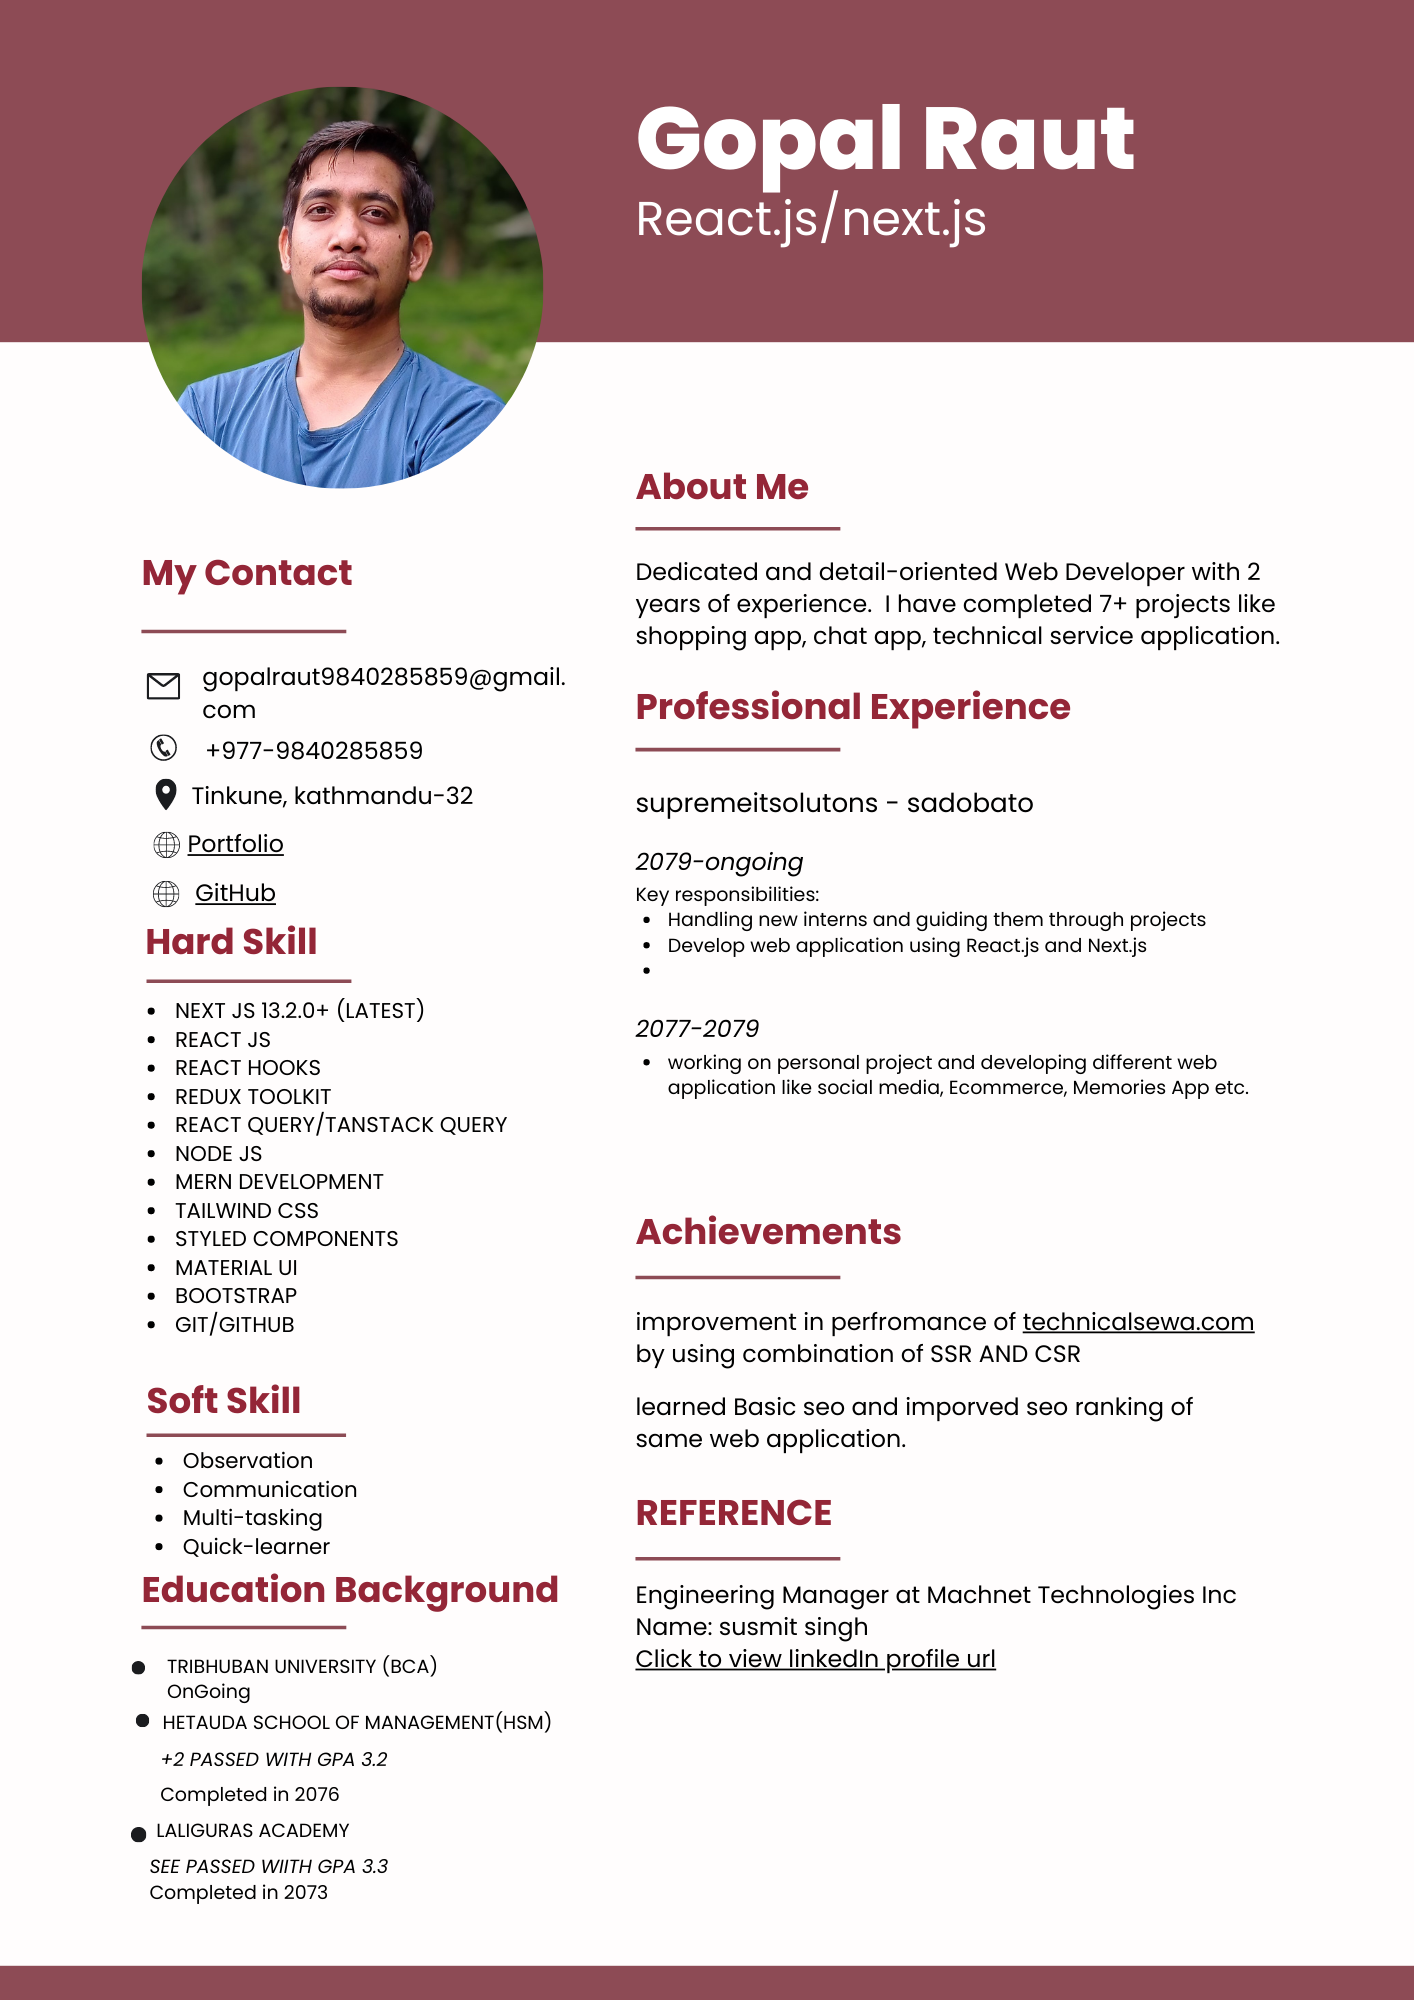 Gopal Raut
React.js/next.js
My Contact
gopalraut9840285859@gmail.
com
+977-9840285859
Tinkune, kathmandu-32
Portfolio
GitHub
Hard Skill
• NEXT JS 13.2.0+ (LATEST)
• REACT JS
• REACT HOOKS
• REDUX TOOLKIT
• REACT QUERY/TANSTACK QUERY
• NODE JS
• MERN DEVELOPMENT
• TAILWIND CSS
• STYLED COMPONENTS
• MATERIAL UI
• BOOTSTRAP
• GIT/GITHUB
Soft Skill
• Observation
• Communication
• Multi-tasking
• Quick-learner
Education Background
• TRIBHUBAN UNIVERSITY (BCA)
OnGoing
• HETAUDA SCHOOL OF MANAGEMENT(HSM)
+2 PASSED WITH GPA 3.2
Completed in 2076
• LALIGURAS ACADEMY
SEE PASSED WIITH GPA 3.3
Completed in 2073
About Me
Dedicated and detail-oriented Web Developer with 2
years of experience.  I have completed 7+ projects like
shopping app, chat app, technical service application.
Professional Experience
supremeitsolutons - sadobato
2079-ongoing
Key responsibilities:
• Handling new interns and guiding them through projects
• Develop web application using React.js and Next.js
•
2077-2079
• working on personal project and developing different web
application like social media, Ecommerce, Memories App etc.
Achievements
improvement in perfromance of technicalsewa.com
by using combination of SSR AND CSR
learned Basic seo and imporved seo ranking of
same web application.
REFERENCE
Engineering Manager at Machnet Technologies Inc
Name: susmit singh
Click to view linkedIn profile url